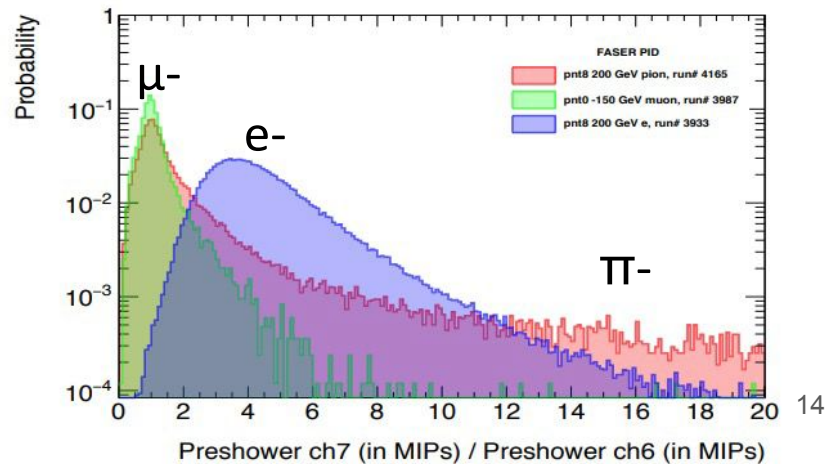 Probability
1
10⁻¹
10⁻²
10⁻³
10⁻⁴
μ-
e-
π-
FASER PID
pnt8 200 GeV pion, run# 4165
pnt0 -150 GeV muon, run# 3987
pnt8 200 GeV e, run# 3933
0 2 4 6 8 10 12 14 16 18 20
14
Preshower ch7 (in MIPs) / Preshower ch6 (in MIPs)